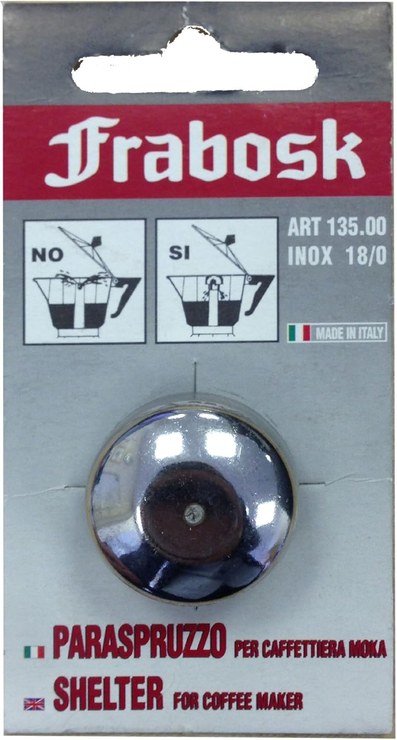 Frabosk
NO
SI
ART 135.00
INOX 18/0
MADE IN ITALY
PARASPRUZZO PER CAFFETTIERA MOKA
SHELTER FOR COFFEE MAKER